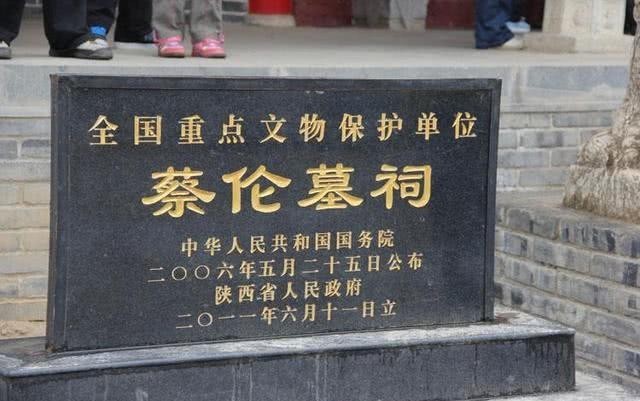 全国重点文物保护单位
蔡伦墓祠
中华人民共和国国务院
二〇〇六年五月二十五日公布
陕西省人民政府
二〇一一年六月十一日立